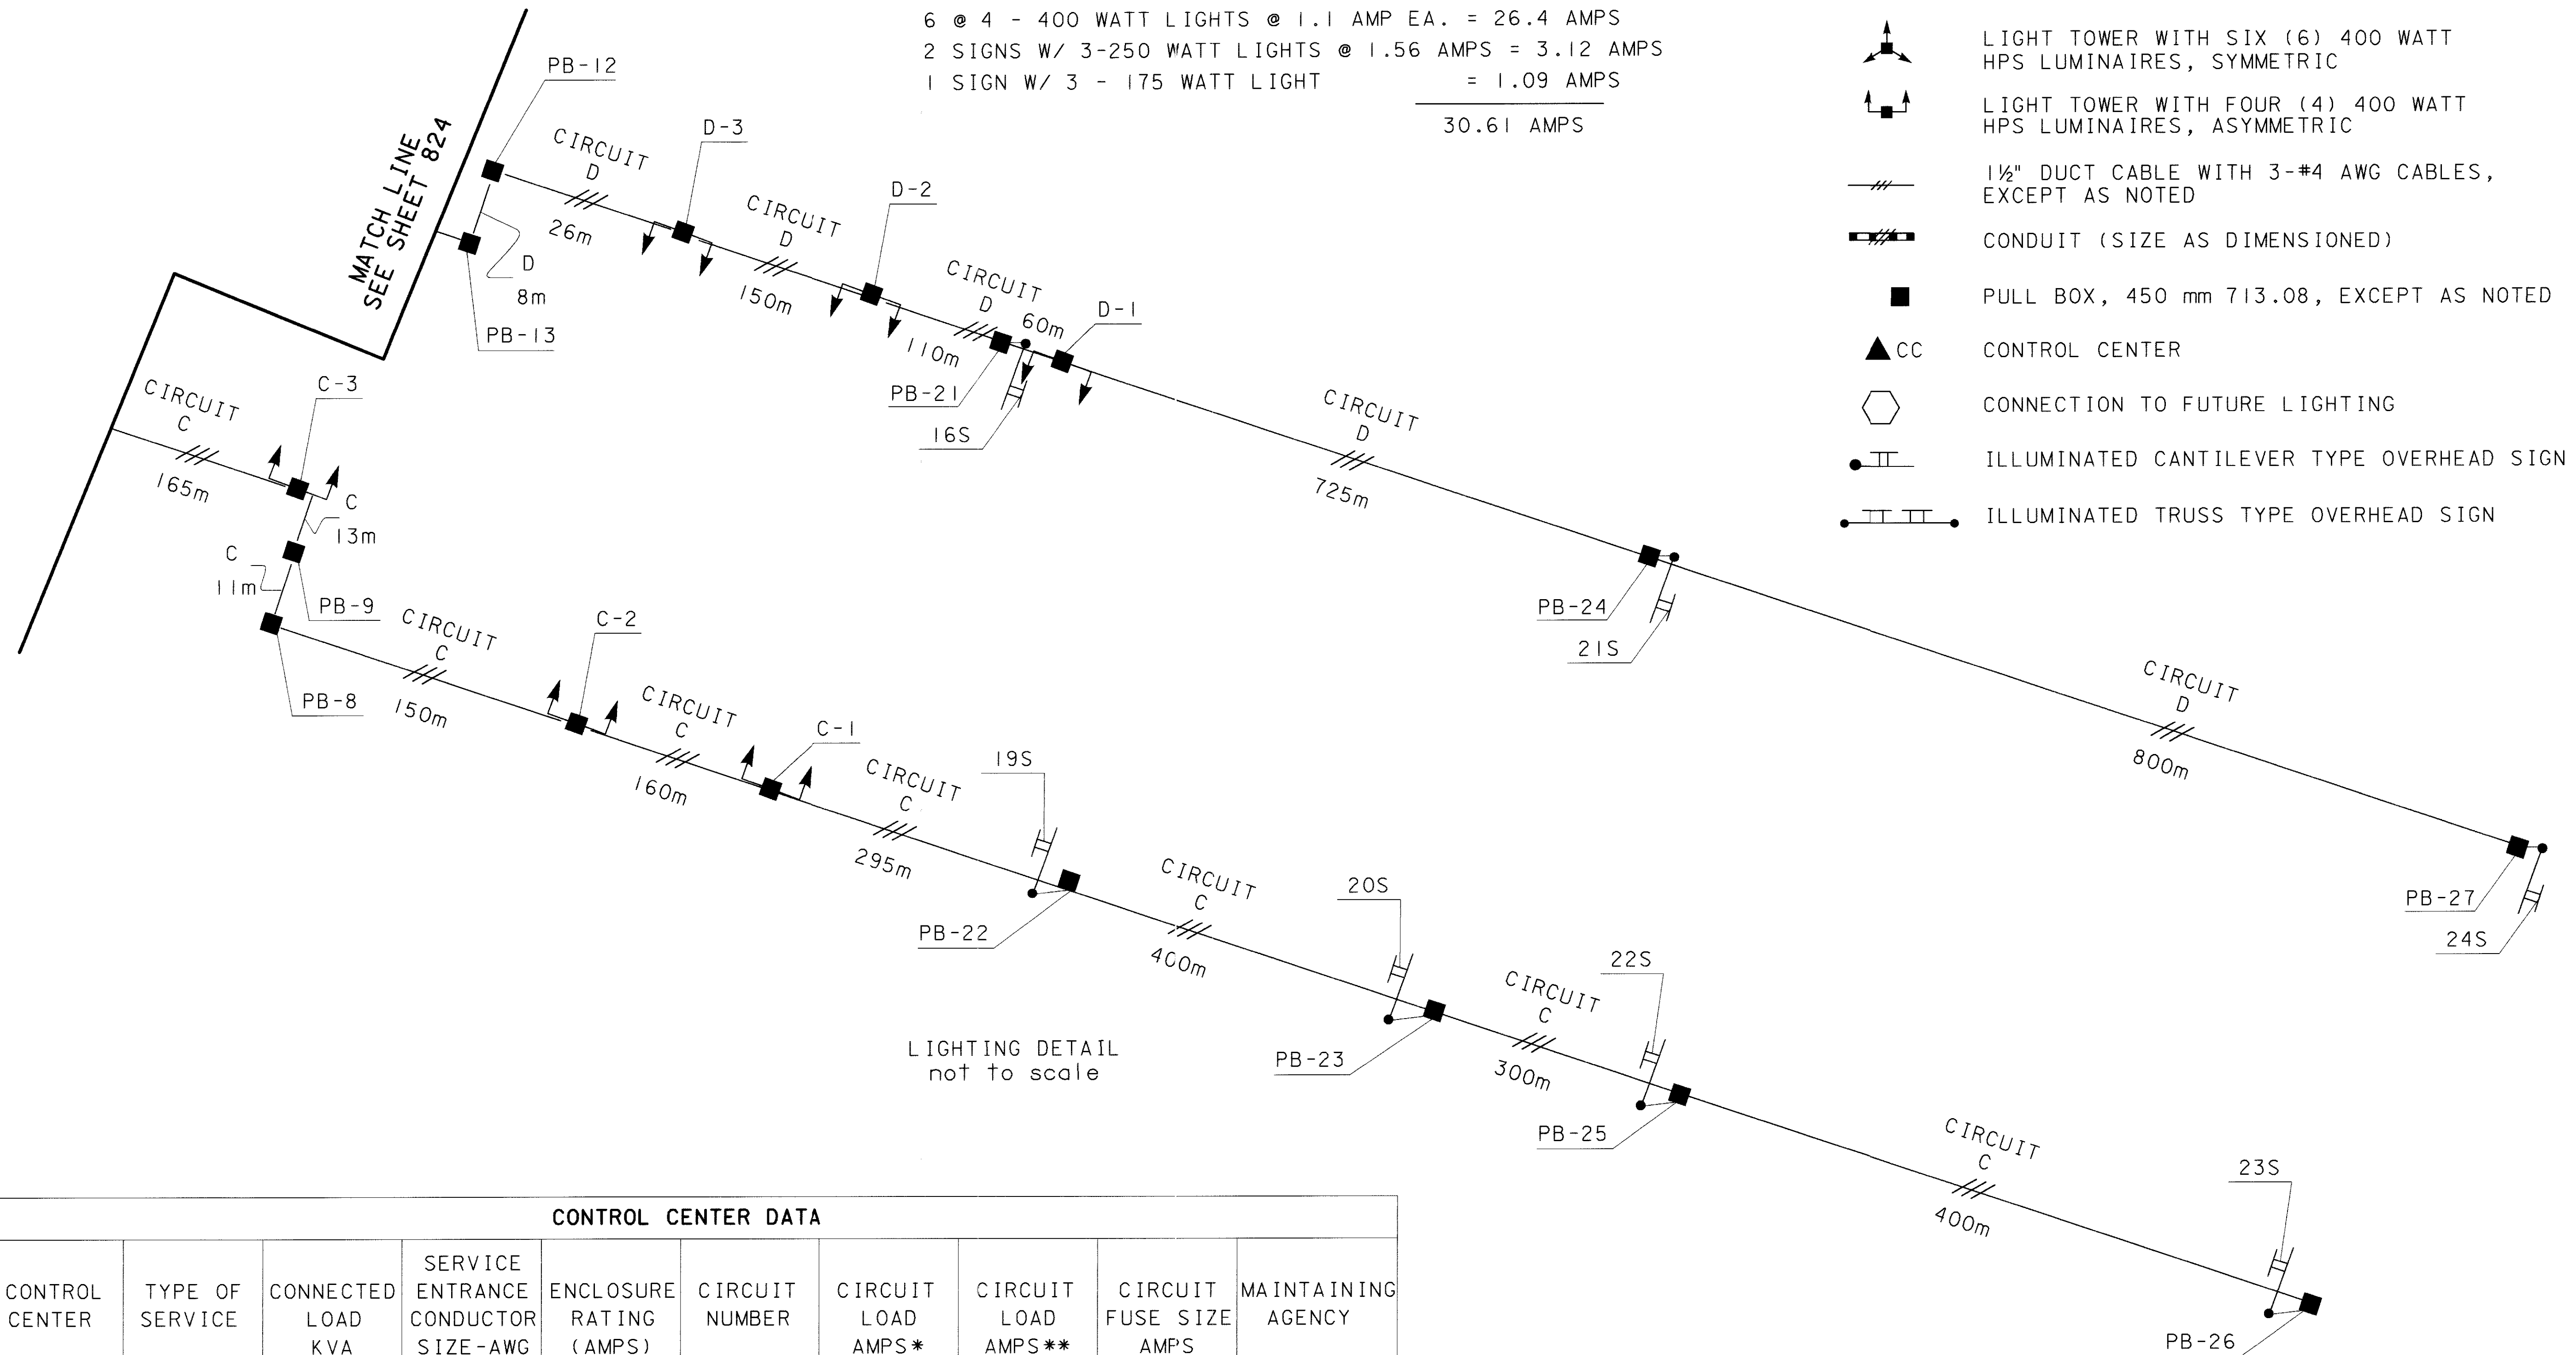 6 @ 4 - 400 WATT LIGHTS @ 1.1 AMP EA. = 26.4 AMPS
2 SIGNS W/ 3-250 WATT LIGHTS @ 1.56 AMPS = 3.12 AMPS
1 SIGN W/ 3 - 175 WATT LIGHT = 1.09 AMPS
30.61 AMPS
LIGHT TOWER WITH SIX (6) 400 WATT
HPS LUMINAIRES, SYMMETRIC
LIGHT TOWER WITH FOUR (4) 400 WATT
HPS LUMINAIRES, ASYMMETRIC
1½" DUCT CABLE WITH 3-#4 AWG CABLES,
EXCEPT AS NOTED
CONDUIT (SIZE AS DIMENSIONED)
PULL BOX, 450 mm 713.08, EXCEPT AS NOTED
CC CONTROL CENTER
CONNECTION TO FUTURE LIGHTING
ILLUMINATED CANTILEVER TYPE OVERHEAD SIGN
ILLUMINATED TRUSS TYPE OVERHEAD SIGN
MATCH LINE
SEE SHEET 824
PB-12
CIRCUIT
D
26m
D-3
D
8m
PB-13
CIRCUIT
D
150m
D-2
CIRCUIT
D
60m
110m
D-1
PB-21
16S
CIRCUIT
D
725m
PB-24
21S
CIRCUIT
D
800m
PB-27
24S
CIRCUIT
C
165m
C-3
C
13m
C
11m
PB-9
PB-8
CIRCUIT
C
150m
C-2
CIRCUIT
C
160m
C-1
CIRCUIT
C
295m
19S
PB-22
CIRCUIT
C
400m
20S
PB-23
CIRCUIT
C
300m
22S
PB-25
CIRCUIT
C
400m
23S
PB-26
LIGHTING DETAIL
not to scale
CONTROL CENTER DATA
CONTROL
CENTER
TYPE OF
SERVICE
CONNECTED
LOAD
KVA
SERVICE
ENTRANCE
CONDUCTOR
SIZE-AWG
ENCLOSURE
RATING
(AMPS)
CIRCUIT
NUMBER
CIRCUIT
LOAD
AMPS*
CIRCUIT
LOAD
AMPS**
CIRCUIT
FUSE SIZE
AMPS
MAINTAINING
AGENCY